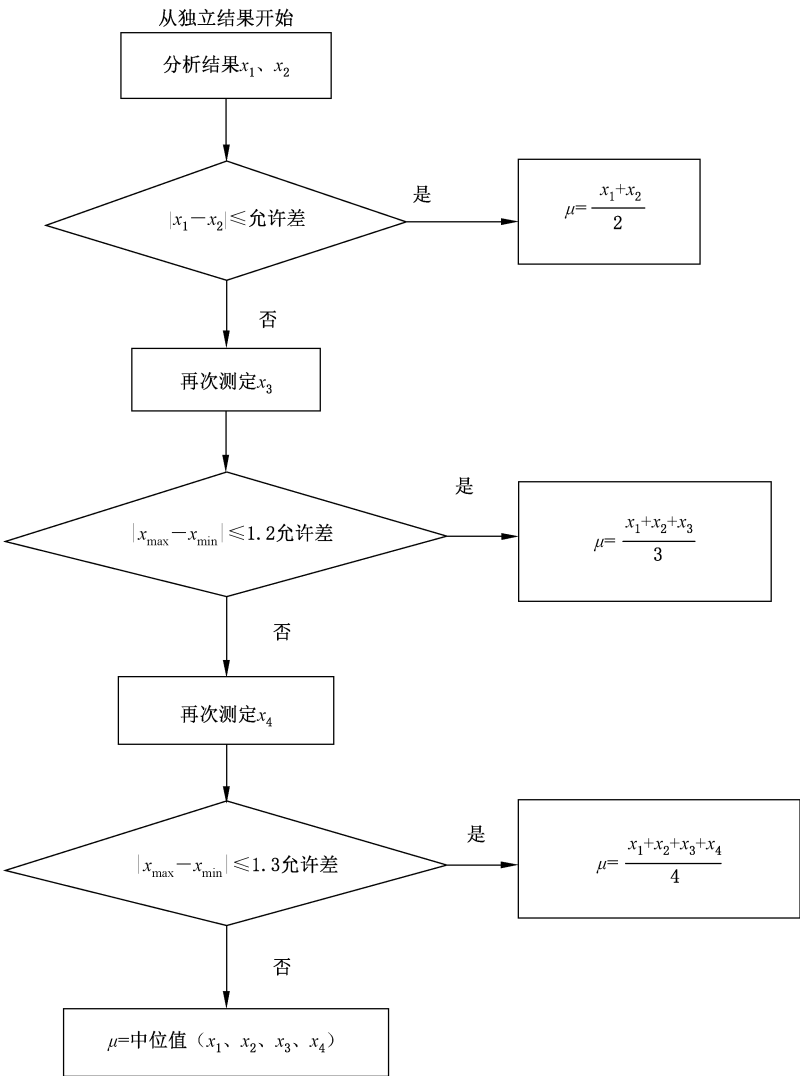 从独立结果开始
分析结果x₁、x₂
|x₁－x₂|≤允许差
是
μ=(x₁+x₂)/2
否
再次测定x₃
|xmax－xmin|≤1.2允许差
是
μ=(x₁+x₂+x₃)/3
否
再次测定x₄
|xmax－xmin|≤1.3允许差
是
μ=(x₁+x₂+x₃+x₄)/4
否
μ=中位值（x₁、x₂、x₃、x₄）